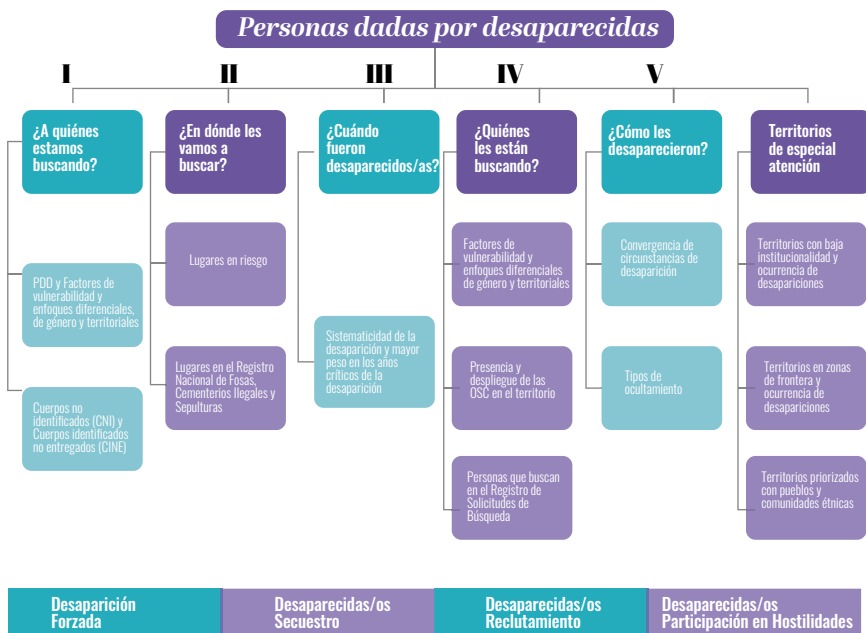 Personas dadas por desaparecidas
I
II
III
IV
V
¿A quiénes
estamos
buscando?
PDD y Factores de
vulnerabilidad y
enfoques diferenciales,
de género y territoriales
Cuerpos no
identificados (CNI) y
Cuerpos identificados
no entregados (CINE)
¿En dónde les
vamos a
buscar?
Lugares en riesgo
Lugares en el Registro
Nacional de Fosas,
Cementerios Ilegales y
Sepulturas
¿Cuándo
fueron
desaparecidos/as?
Sistematicidad de la
desaparición y mayor
peso en los años
críticos de la
desaparición
¿Quiénes
les están
buscando?
Factores de
vulnerabilidad y
enfoques diferenciales
de género y territoriales
Presencia y
despliegue de las
OSC en el territorio
Personas que buscan
en el Registro de
Solicitudes de
Búsqueda
¿Cómo les
desaparecieron?
Convergencia de
circunstancias de
desaparición
Tipos de
ocultamiento
Territorios
de especial
atención
Territorios con baja
institucionalidad y
ocurrencia de
desapariciones
Territorios en zonas
de frontera y
ocurrencia de
desapariciones
Territorios priorizados
con pueblos y
comunidades étnicas
Desaparición
Forzada
Desaparecidas/os
Secuestro
Desaparecidas/os
Reclutamiento
Desaparecidas/os
Participación en Hostilidades